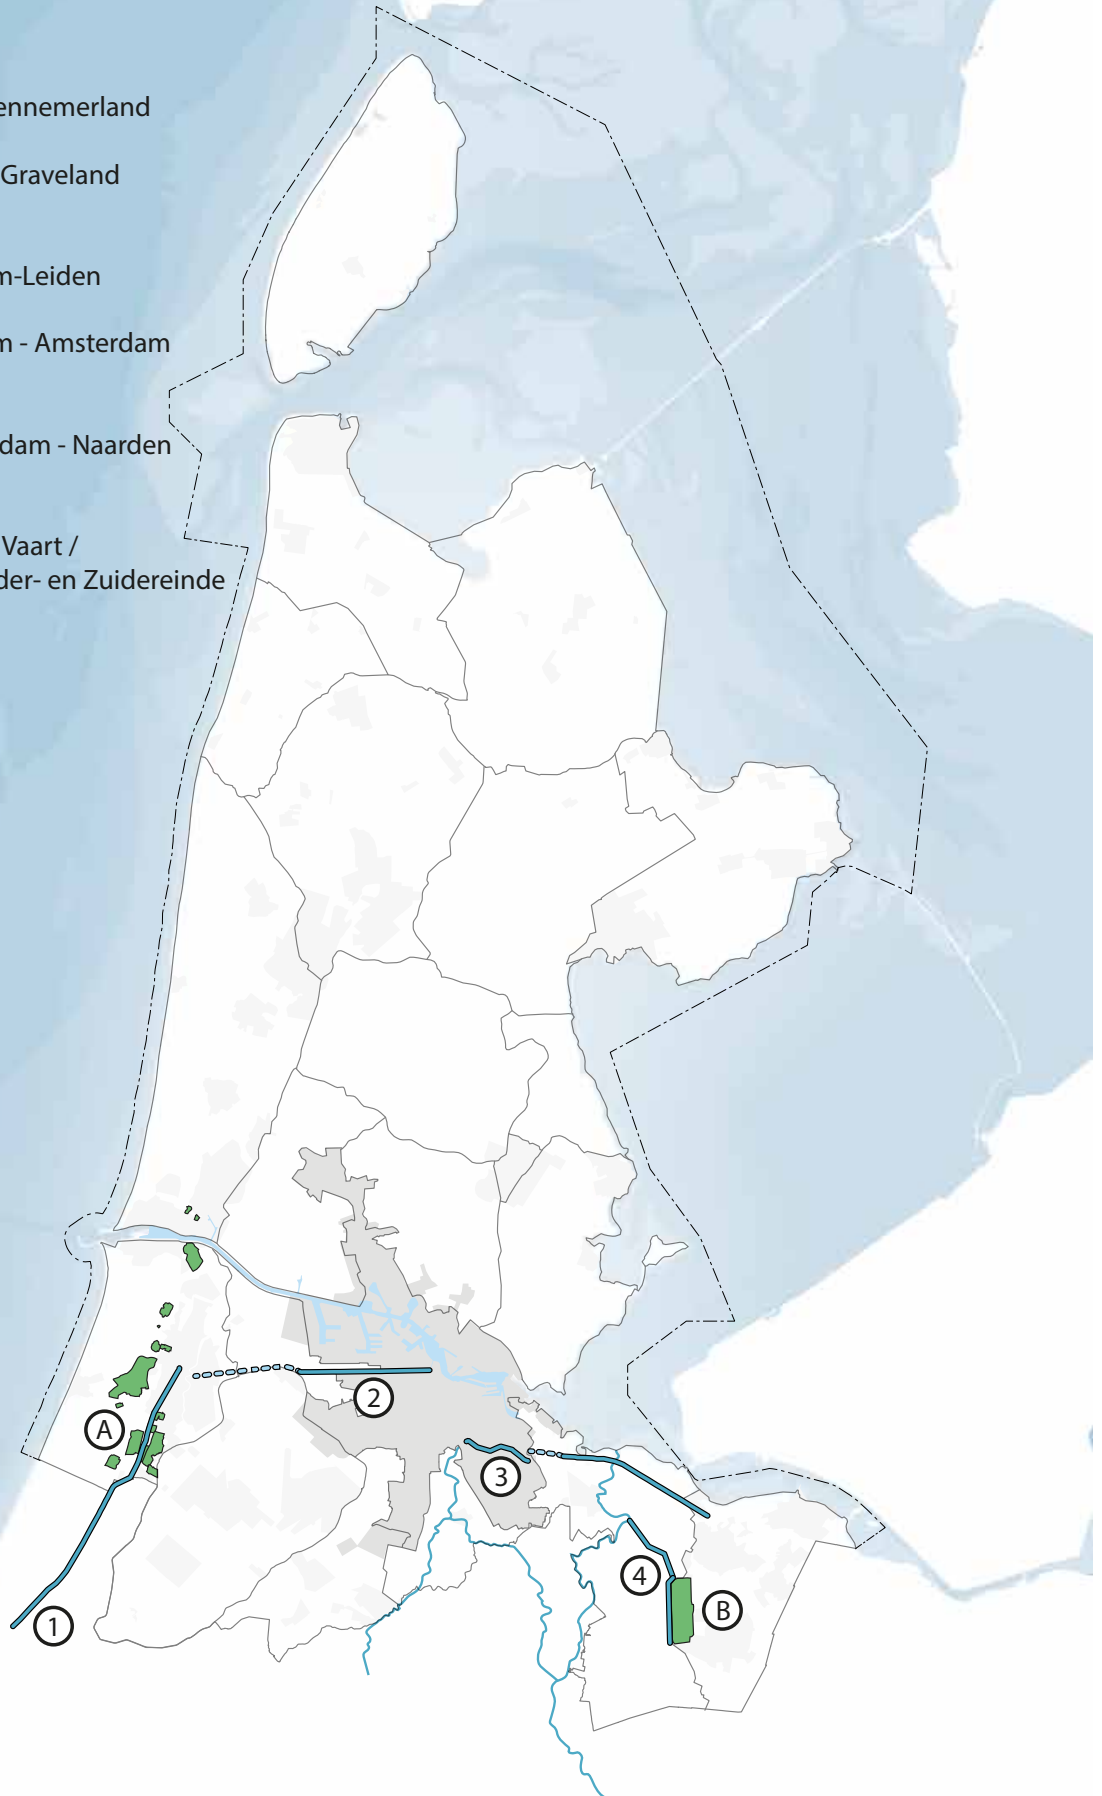 ennemerland
Graveland
m-Leiden
m - Amsterdam
dam - Naarden
Vaart /
der- en Zuidereinde
A
2
3
4
B
1